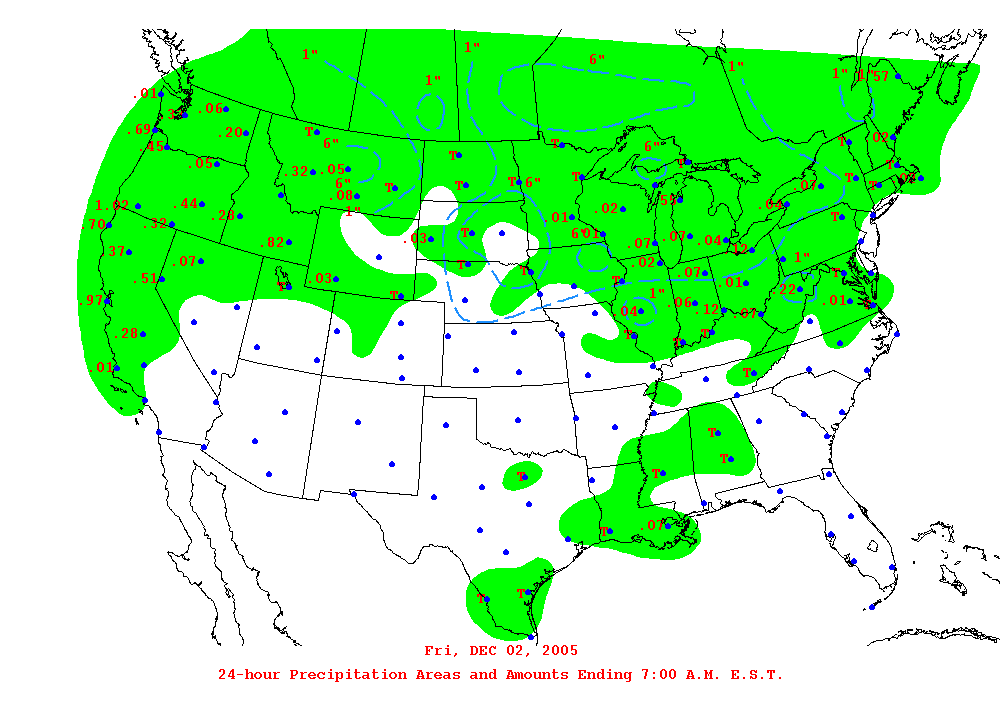 1"
1"
6"
1"
1"
1"
1"
.57
.01
.06
.69
.20
.02
.45
6"
T
T
6"
T
T
T
.05
.32
.05
T
T
T
T
T
.02
6"
.08
T
T
6"
.07
T
T
1.02
.44
1"
.59
.04
.70
.32
.28
.01
.02
T
.37
.82
.03
T
6"
.01
.07
.07
.04
.12
.07
T
.02
1"
.51
T
.03
T
T
.07
.01
.22
T
.97
T
1"
.06
.12
.07
.01
.28
.04
T
T
T
.01
T
T
T
T
T
.07
T
T
T
Fri, DEC 02, 2005
24-hour Precipitation Areas and Amounts Ending 7:00 A.M. E.S.T.